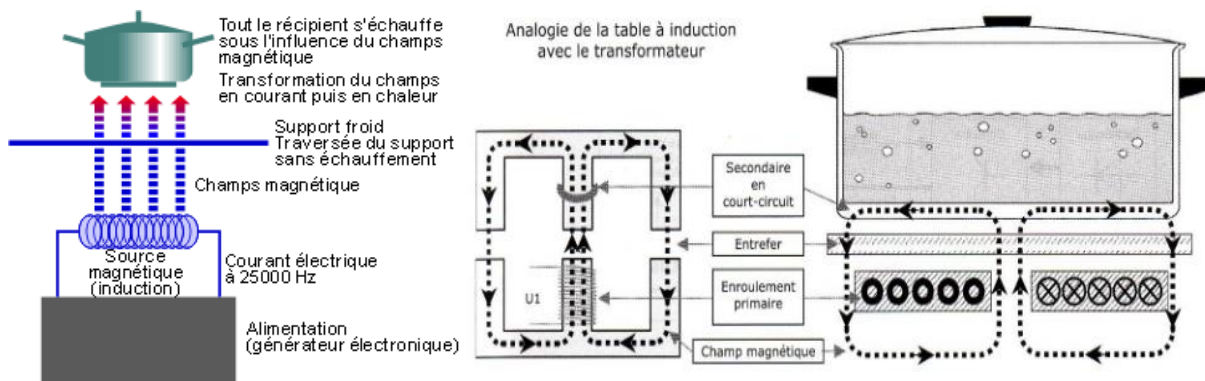 Tout le récipient s'échauffe
sous l'influence du champs
magnétique
Transformation du champs
en courant puis en chaleur
Support froid
Traversée du support
sans échauffement
Champs magnétique
Source
magnétique
(induction)
Courant électrique
à 25000 Hz
Alimentation
(générateur électronique)
Analogie de la table à induction
avec le transformateur
Secondaire
en
court-circuit
Entrefer
U1
Enroulement
primaire
Champ magnétique